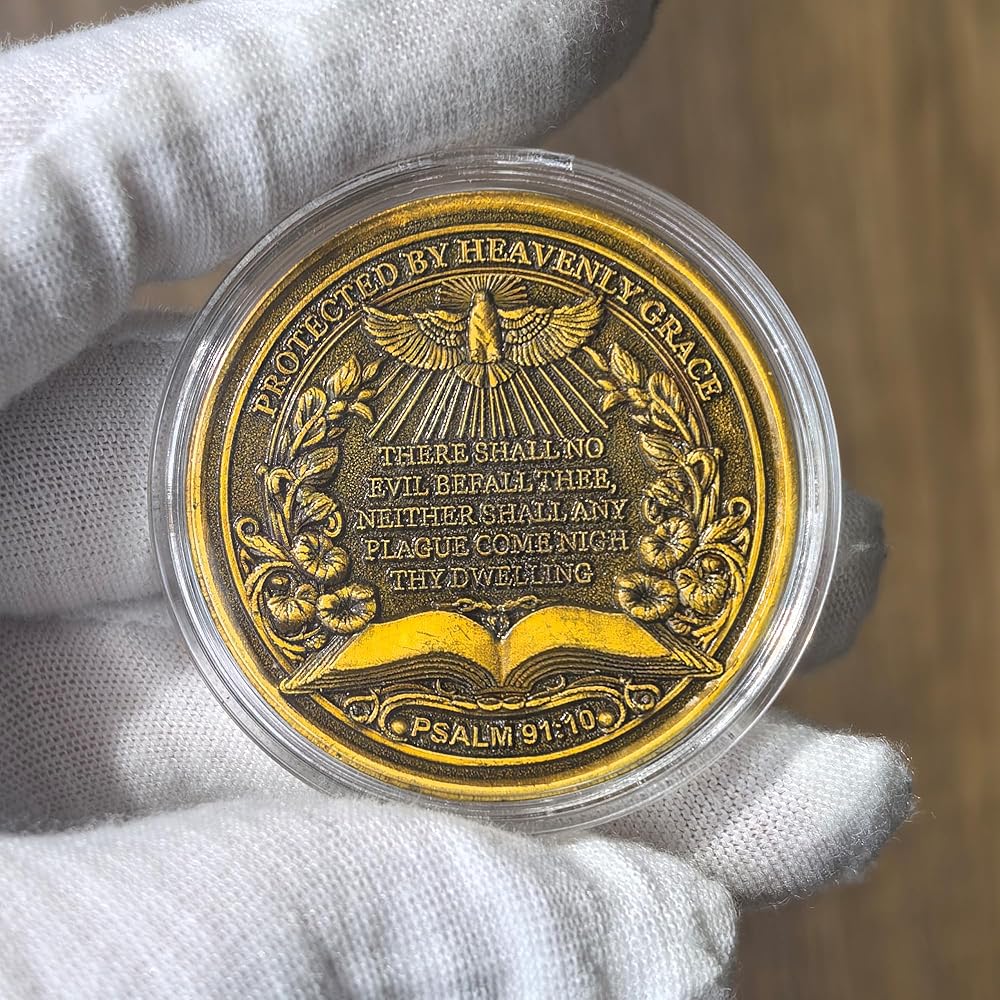 PROTECTED BY HEAVENLY GRACE
THERE SHALL NO
EVIL BEFALL THEE,
NEITHER SHALL ANY
PLAGUE COME NIGH
THY DWELLING
PSALM 91:10